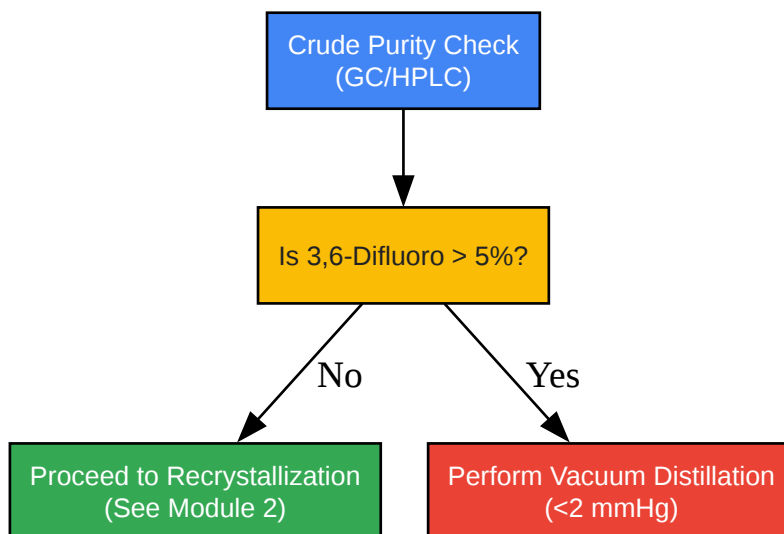 Crude Purity Check
(GC/HPLC)
Is 3,6-Difluoro > 5%?
No
Yes
Proceed to Recrystallization
(See Module 2)
Perform Vacuum Distillation
(<2 mmHg)